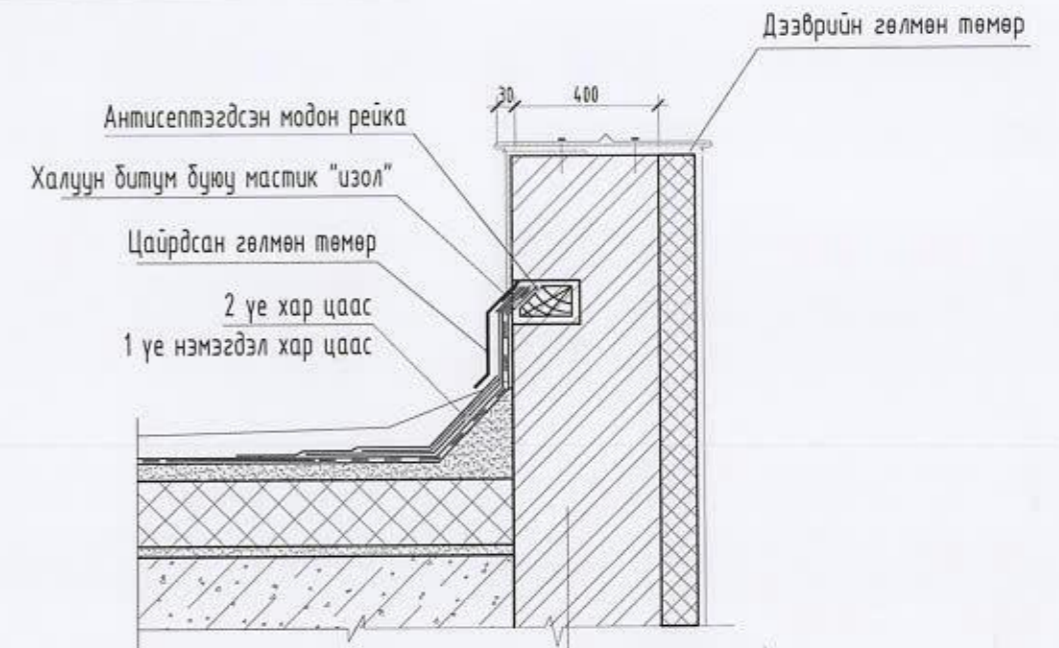 Дээврийн гөлмөн төмөр
30 400
Антисептэгдсэн модон рейка
Халуун битум буюу мастик "изол"
Цайрдсан гөлмөн төмөр
2 үе хар цаас
1 үе нэмэгдэл хар цаас